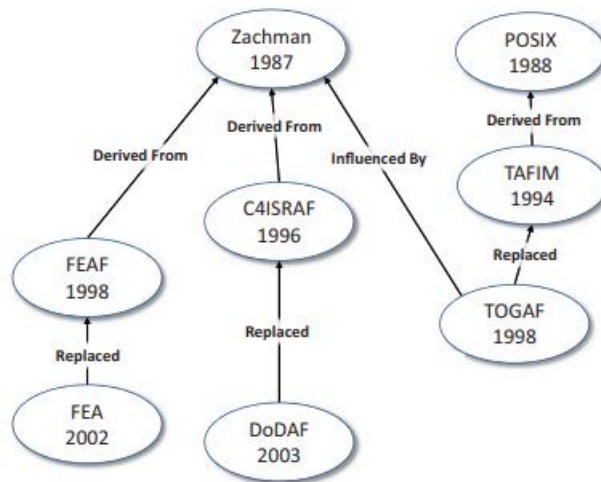 Zachman
1987
POSIX
1988
Derived From
Derived From
Influenced By
Derived From
TAFIM
1994
C4ISRAF
1996
FEAF
1998
Replaced
TOGAF
1998
Replaced
Replaced
FEA
2002
DoDAF
2003